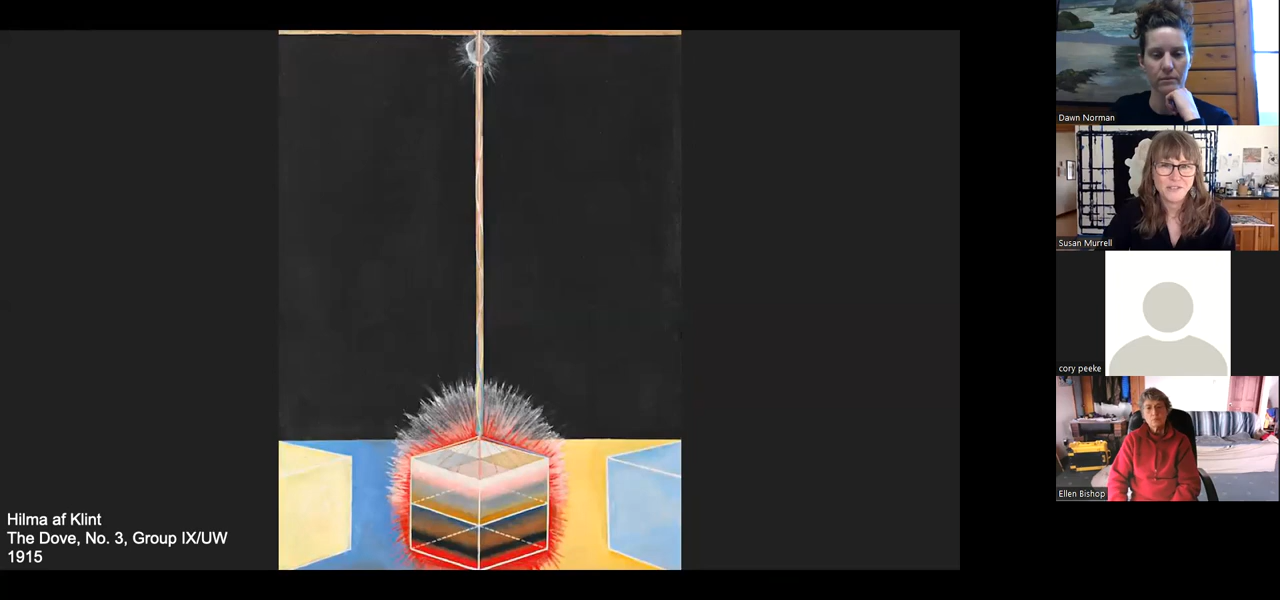 Dawn Norman
Susan Murrell
cory peeke
Ellen Bishop
Hilma af Klint
The Dove, No. 3, Group IX/UW
1915